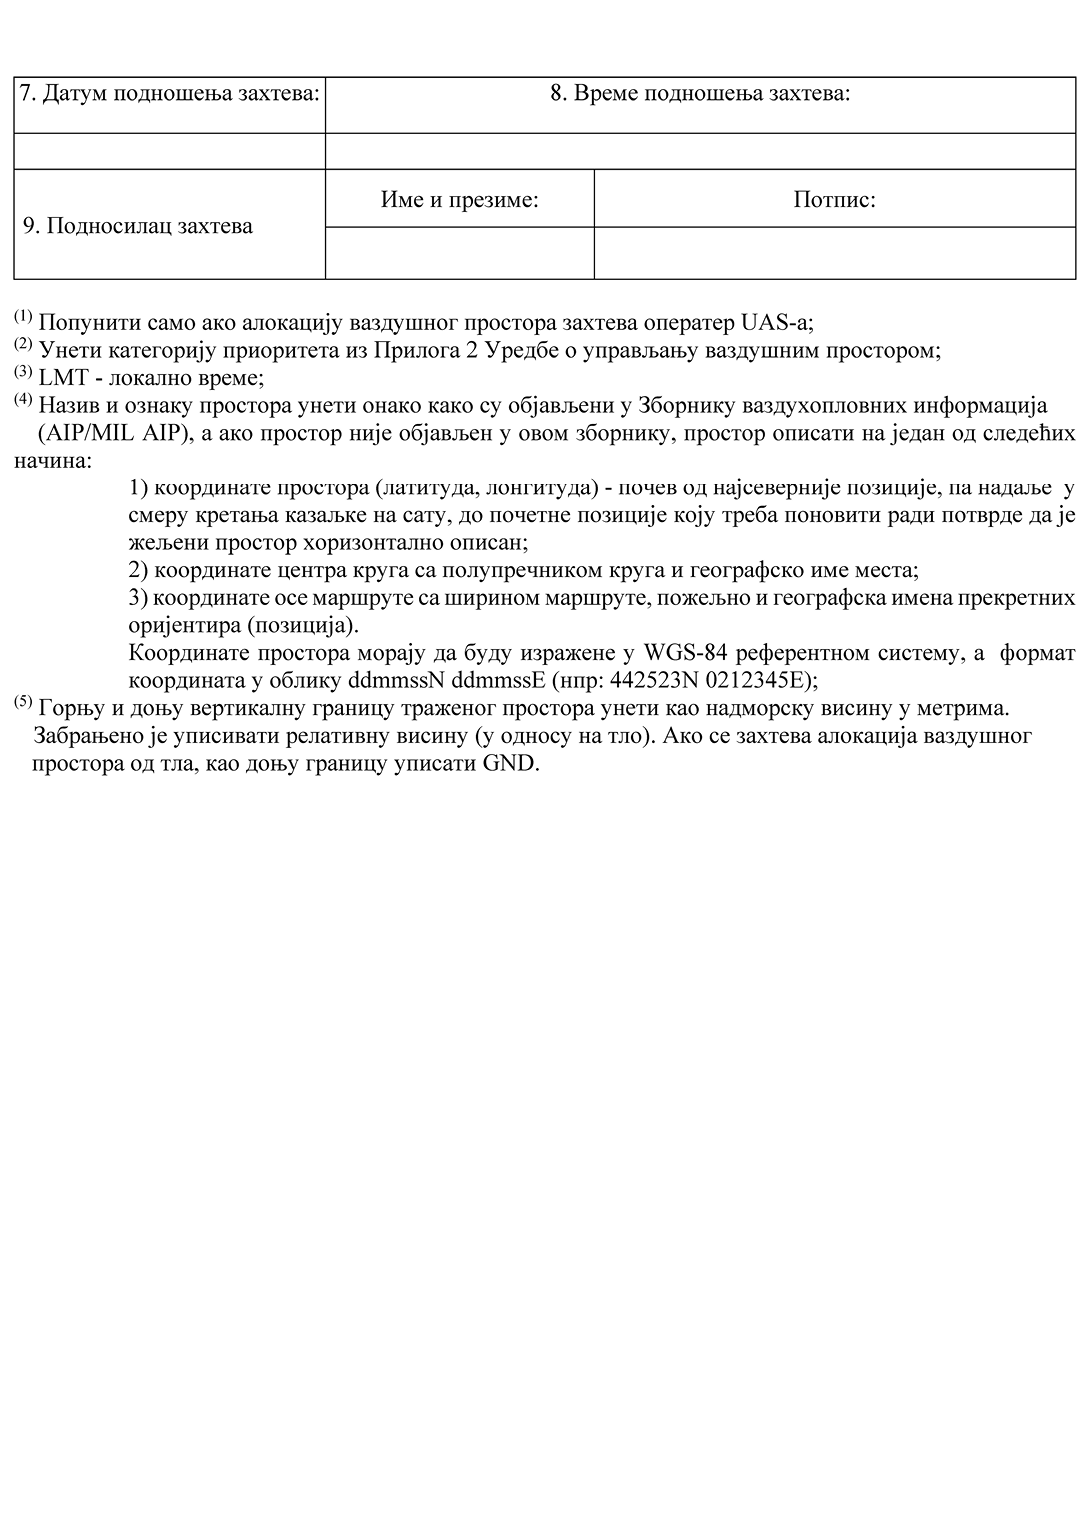 7. Датум подношења захтева:
8. Време подношења захтева:
9. Подносилац захтева
Име и презиме:
Потпис:
(1) Попунити само ако алокацију ваздушног простора захтева оператер UAS-а;
(2) Унети категорију приоритета из Прилога 2 Уредбе о управљању ваздушним простором;
(3) LMT - локално време;
(4) Назив и ознаку простора унети онако како су објављени у Зборнику ваздухопловних информација
(AIP/MIL AIP), а ако простор није објављен у овом зборнику, простор описати на један од следећих
начина:
1) координате простора (латитуда, лонгитуда) - почев од најсеверније позиције, па надаље у
смеру кретања казаљке на сату, до почетне позиције коју треба поновити ради потврде да је
жељени простор хоризонтално описан;
2) координате центра круга са полупречником круга и географско име места;
3) координате осе маршруте са ширином маршруте, пожељно и географска имена прекретних
оријентира (позиција).
Координате простора морају да буду изражене у WGS-84 референтном систему, а формат
координата у облику ddmmssN ddmmssE (нпр: 442523N 0212345E);
(5) Горњу и доњу вертикалну границу траженог простора унети као надморску висину у метрима.
Забрањено је уписивати релативну висину (у односу на тло). Ако се захтева алокација ваздушног
простора од тла, као доњу границу уписати GND.